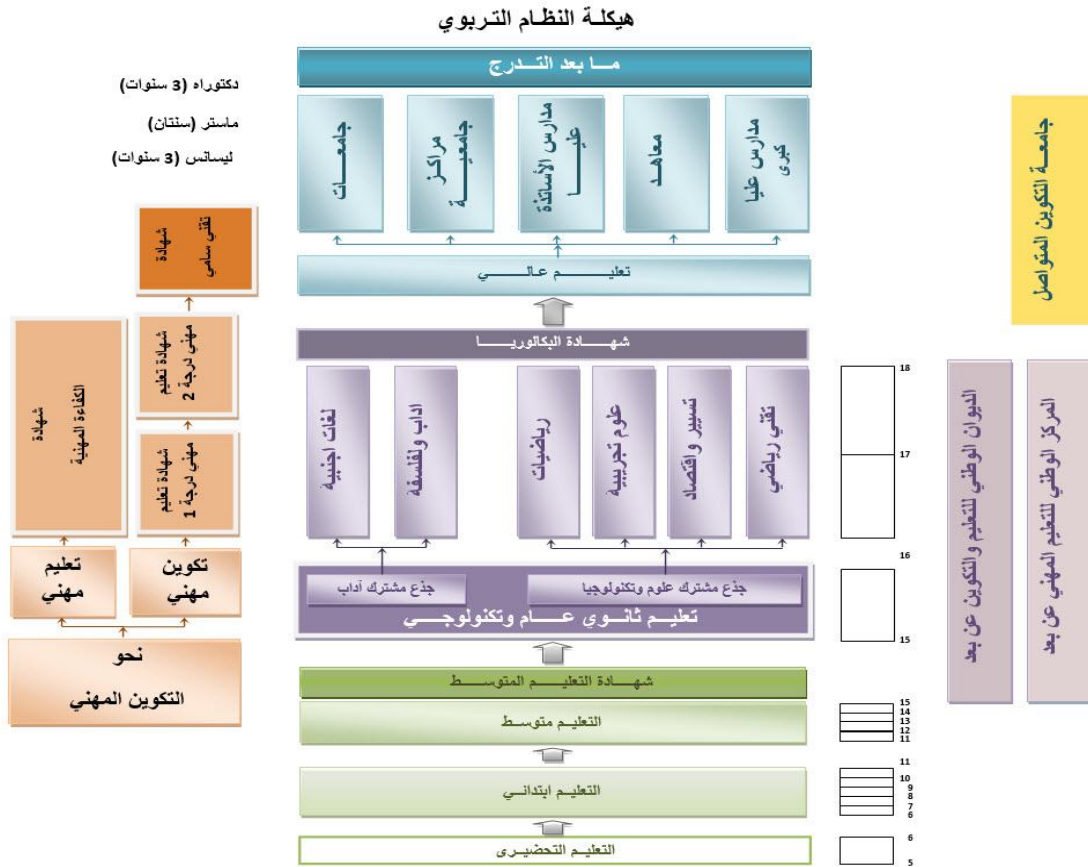 هيكلة النظام التربوي
ما بعد التدرج
دكتوراه (3 سنوات)
ماستر (سنتان)
ليسانس (3 سنوات)
جامعات
مراكز
جامعية
مدارس الأساتذة
عليا
معاهد
مدارس عليا
كبرى
جامعة التكوين المتواصل
تعليم عالي
شهادة
تقني سامي
شهادة البكالوريا
شهادة
الكفاءة المهنية
شهادة تعليم
مهني درجة 2
شهادة تعليم
مهني درجة 1
لغات اجنبية
اداب ولفلسفة
رياضيات
علوم تجريبية
تسيير واقتصاد
تقني رياضي
18
17
16
15
الديوان الوطني للتعليم والتكوين عن بعد
المركز الوطني للتعليم المهني عن بعد
تعليم
مهني
تكوين
مهني
جذع مشترك آداب
جذع مشترك علوم وتكنولوجيا
تعليم ثانوي عام وتكنولوجي
نحو
التكوين المهني
شهادة التعليم المتوسط
التعليم متوسط
15
14
13
12
11
التعليم ابتدائي
11
10
9
8
7
6
التعليم التحضيري
6
5